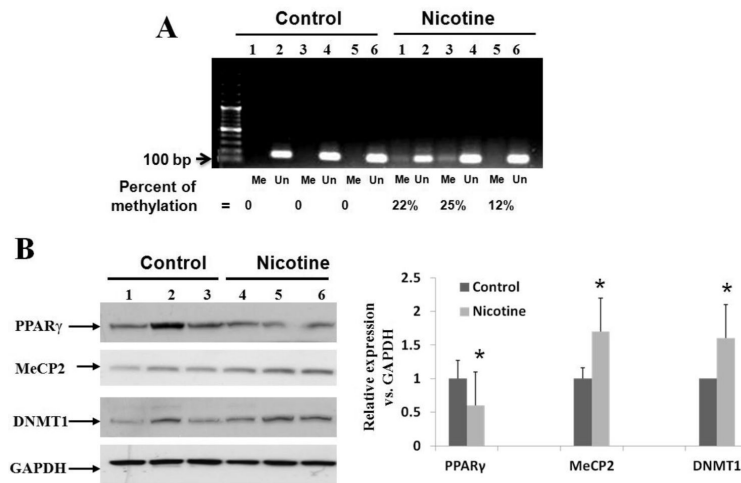 A
Control Nicotine
1 2 3 4 5 6 1 2 3 4 5 6
100 bp
Me Un Me Un Me Un Me Un Me Un Me Un
Percent of
methylation = 0 0 0 22% 25% 12%
B
Control Nicotine
1 2 3 4 5 6
PPARγ
MeCP2
DNMT1
GAPDH
Relative expression
vs. GAPDH
2.5
2
1.5
1
0.5
0
Control
Nicotine
* * *
PPARγ MeCP2 DNMT1